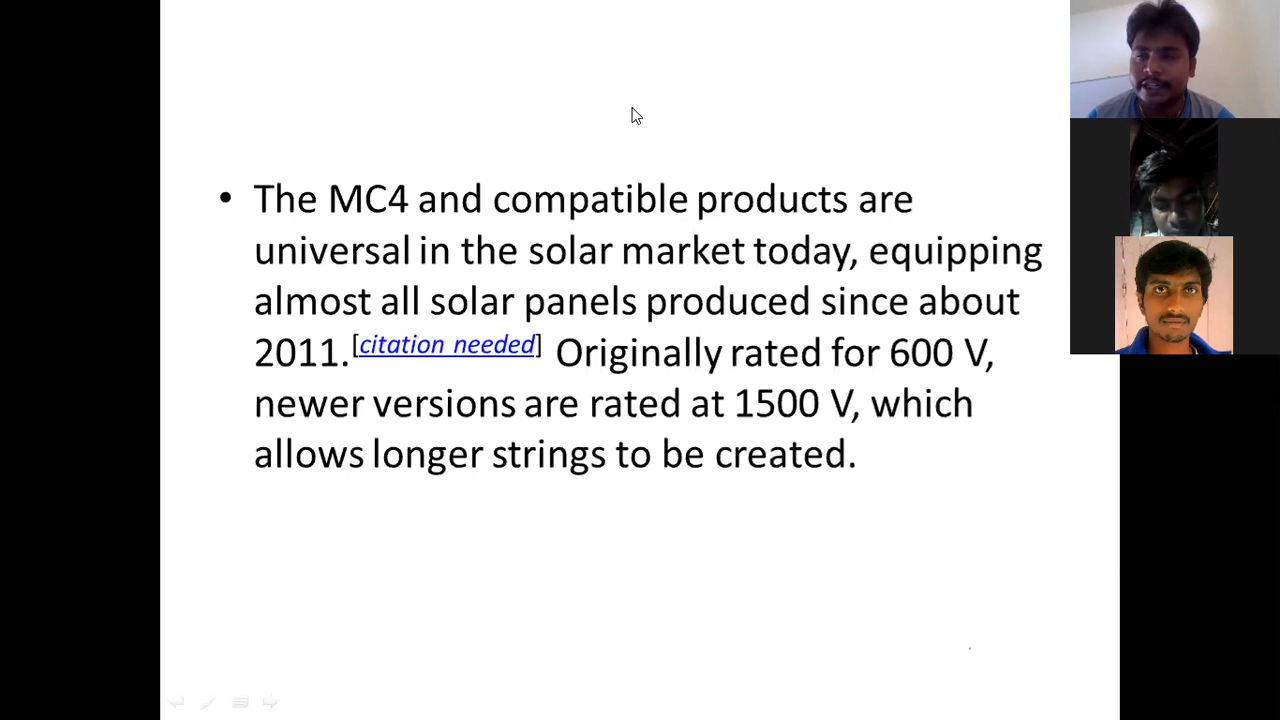 • The MC4 and compatible products are
universal in the solar market today, equipping
almost all solar panels produced since about
2011.[citation needed] Originally rated for 600 V,
newer versions are rated at 1500 V, which
allows longer strings to be created.